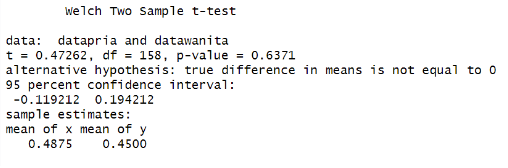 Welch Two Sample t-test
data:  datapria and datawanita
t = 0.47262, df = 158, p-value = 0.6371
alternative hypothesis: true difference in means is not equal to 0
95 percent confidence interval:
-0.119212  0.194212
sample estimates:
mean of x mean of y
0.4875    0.4500